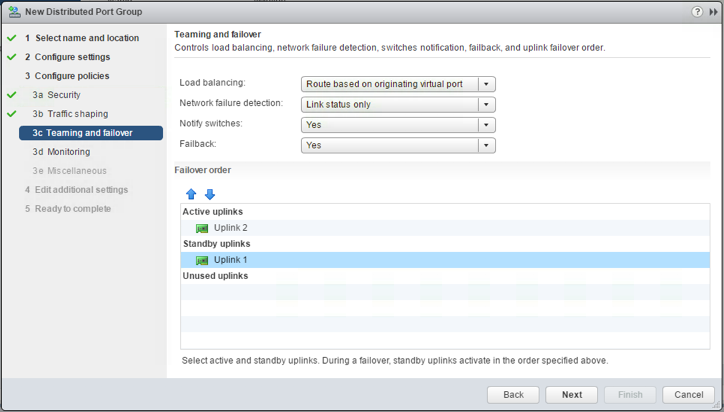 New Distributed Port Group
1 Select name and location
2 Configure settings
3 Configure policies
3a Security
3b Traffic shaping
3c Teaming and failover
3d Monitoring
3e Miscellaneous
4 Edit additional settings
5 Ready to complete
Teaming and failover
Controls load balancing, network failure detection, switches notification, failback, and uplink failover order.
Load balancing: Route based on originating virtual port
Network failure detection: Link status only
Notify switches: Yes
Failback: Yes
Failover order
Active uplinks
Uplink 2
Standby uplinks
Uplink 1
Unused uplinks
Select active and standby uplinks. During a failover, standby uplinks activate in the order specified above.
Back Next Finish Cancel